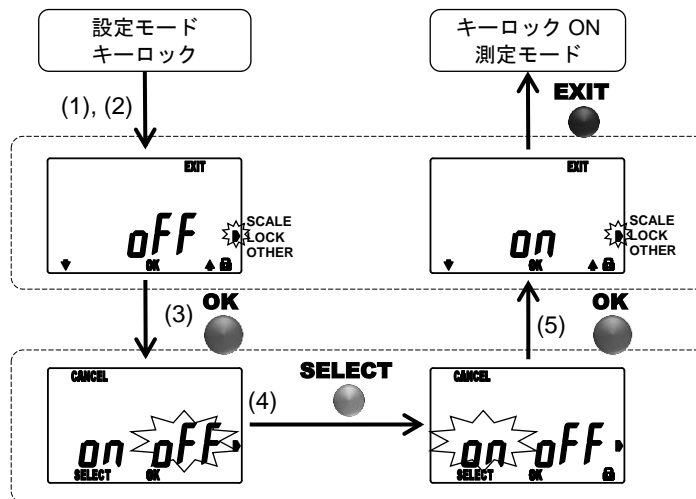 設定モード
キーロック
キーロック ON
測定モード
(1), (2)
EXIT
EXIT
oFF
SCALE
LOCK
OTHER
OK
EXIT
on
SCALE
LOCK
OTHER
OK
(3)
OK
(5)
OK
CANCEL
on oFF
SELECT
OK
(4)
SELECT
CANCEL
on oFF
SELECT
OK